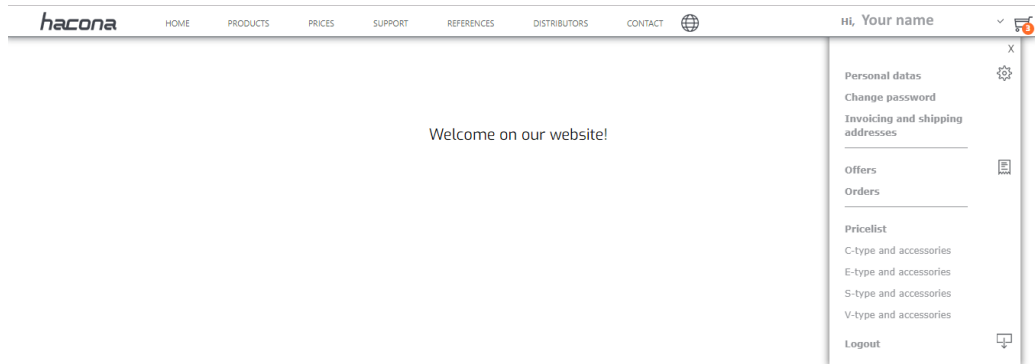 hacona HOME PRODUCTS PRICES SUPPORT REFERENCES DISTRIBUTORS CONTACT Hi, Your name 3
X
Personal datas
Change password
Invoicing and shipping
addresses
Welcome on our website!
Offers
Orders
Pricelist
C-type and accessories
E-type and accessories
S-type and accessories
V-type and accessories
Logout